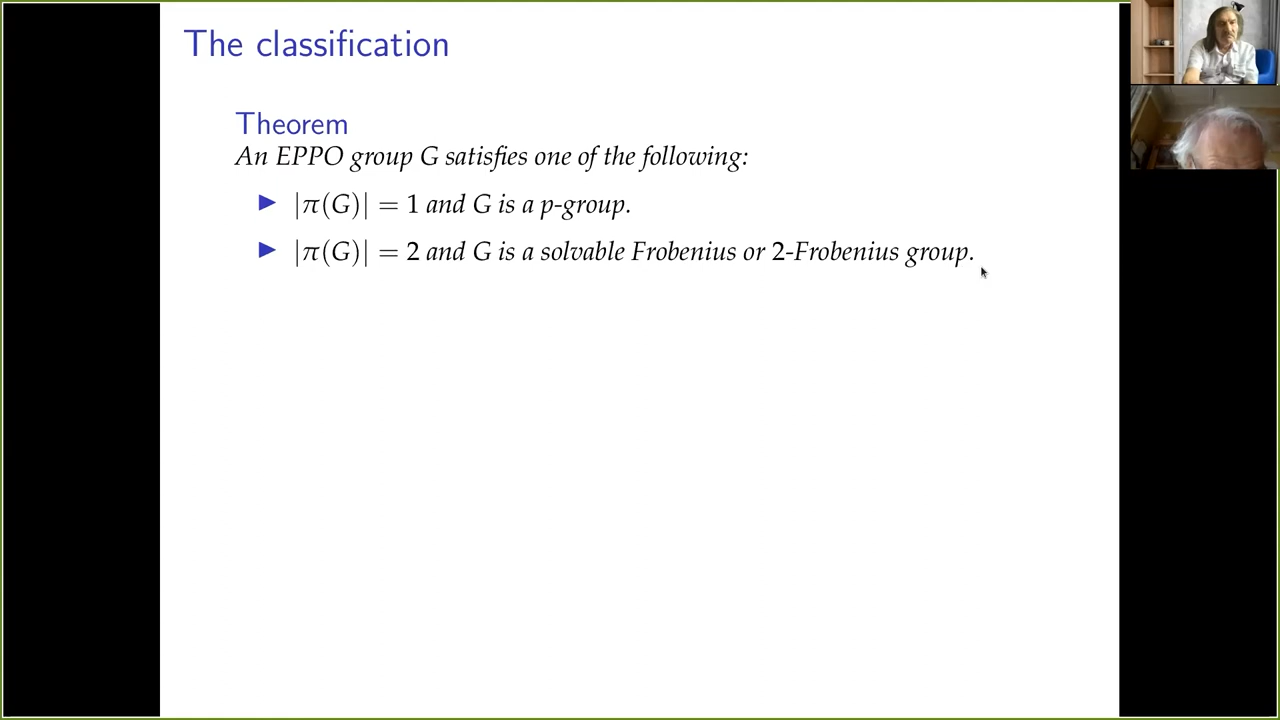 The classification
Theorem
An EPPO group G satisfies one of the following:
▶ |π(G)| = 1 and G is a p-group.
▶ |π(G)| = 2 and G is a solvable Frobenius or 2-Frobenius group.